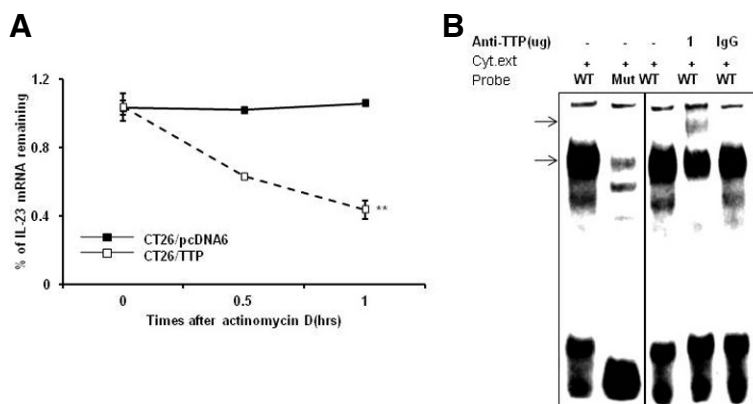 A
% of IL-23 mRNA remaining
1.2
0.8
0.4
0
**
CT26/pcDNA6
CT26/TTP
0 0.5 1
Times after actinomycin D(hrs)
B
Anti-TTP(ug) - - - 1 IgG
Cyt.ext + + + + +
Probe WT Mut WT WT WT